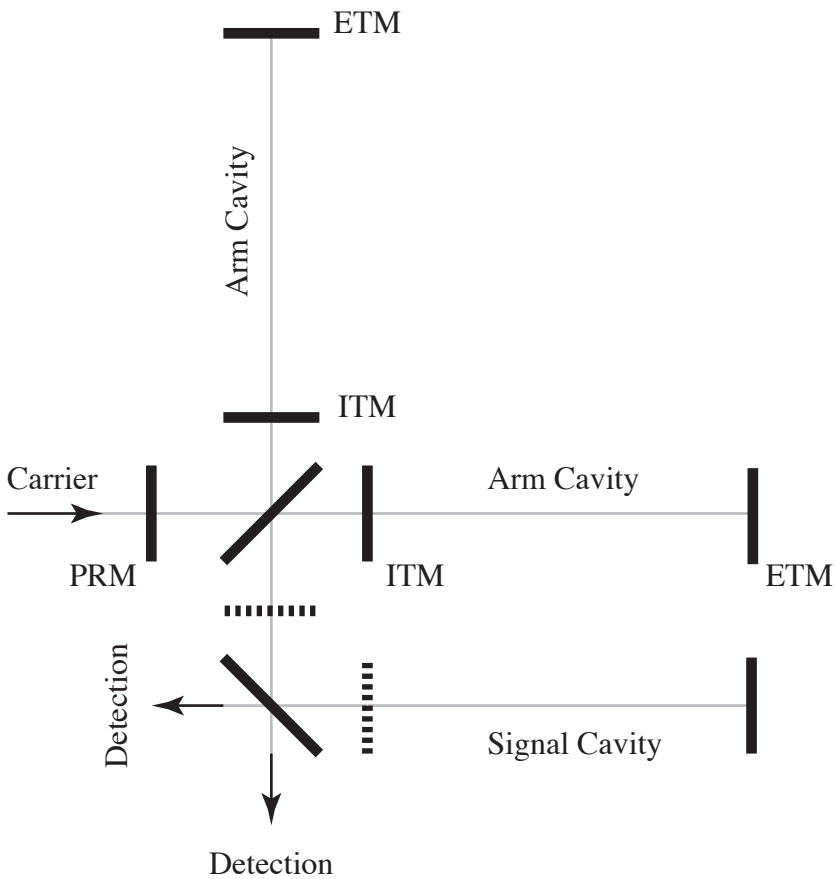 ETM
Arm Cavity
ITM
Carrier
Arm Cavity
PRM
ITM
ETM
Detection
Signal Cavity
Detection